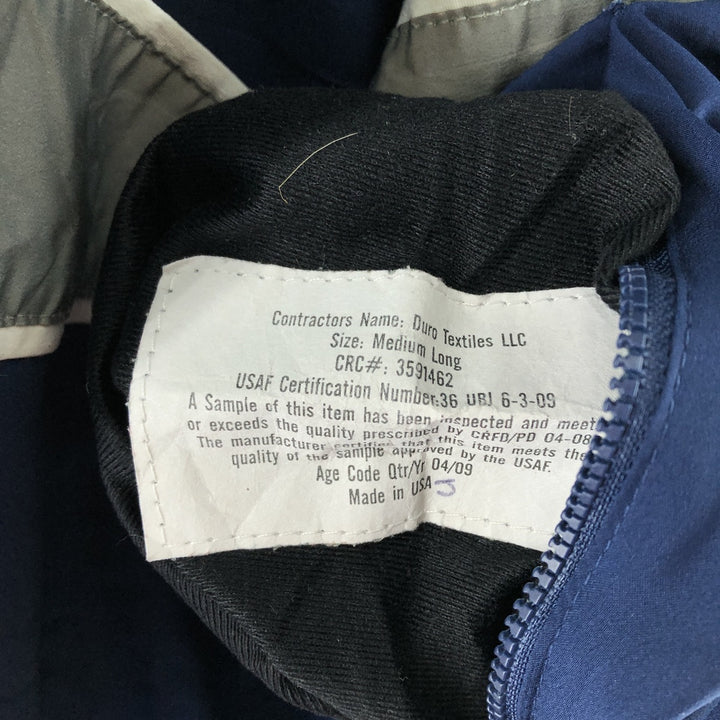 Contractors Name: Duro Textiles LLC
Size: Medium Long
CRC#: 3591462
USAF Certification Number:36 UBJ 6-3-09
A Sample of this item has been inspected and meet
or exceeds the quality prescribed by CRFD/PD 04-08
The manufacturer certifies that this item meets the
quality of the sample approved by the USAF.
Age Code Qtr/Yr 04/09
Made in USA